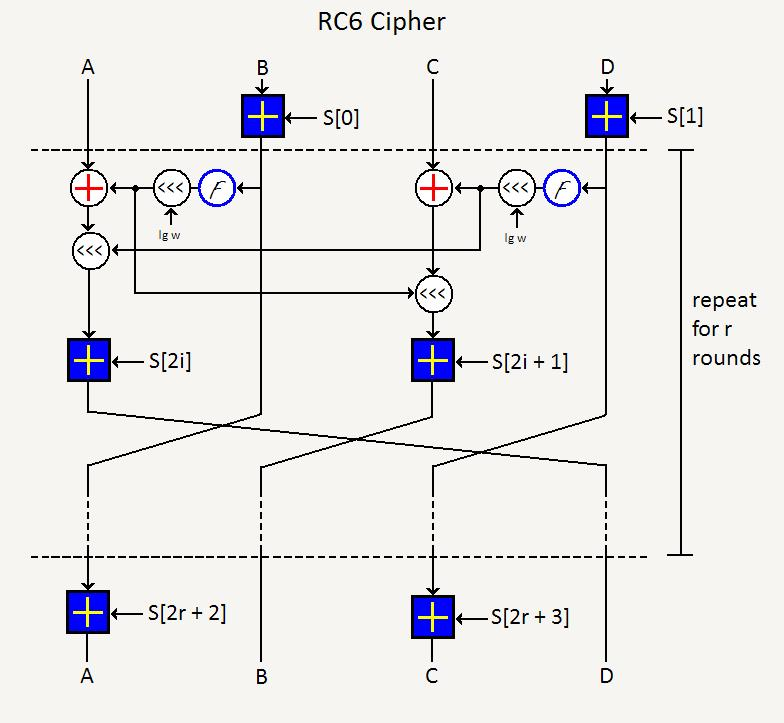 RC6 Cipher
A B C D
S[0] S[1]
<<< F <<< F
lg w lg w
<<<
<<<
repeat
for r
rounds
S[2i] S[2i + 1]
S[2r + 2] S[2r + 3]
A B C D